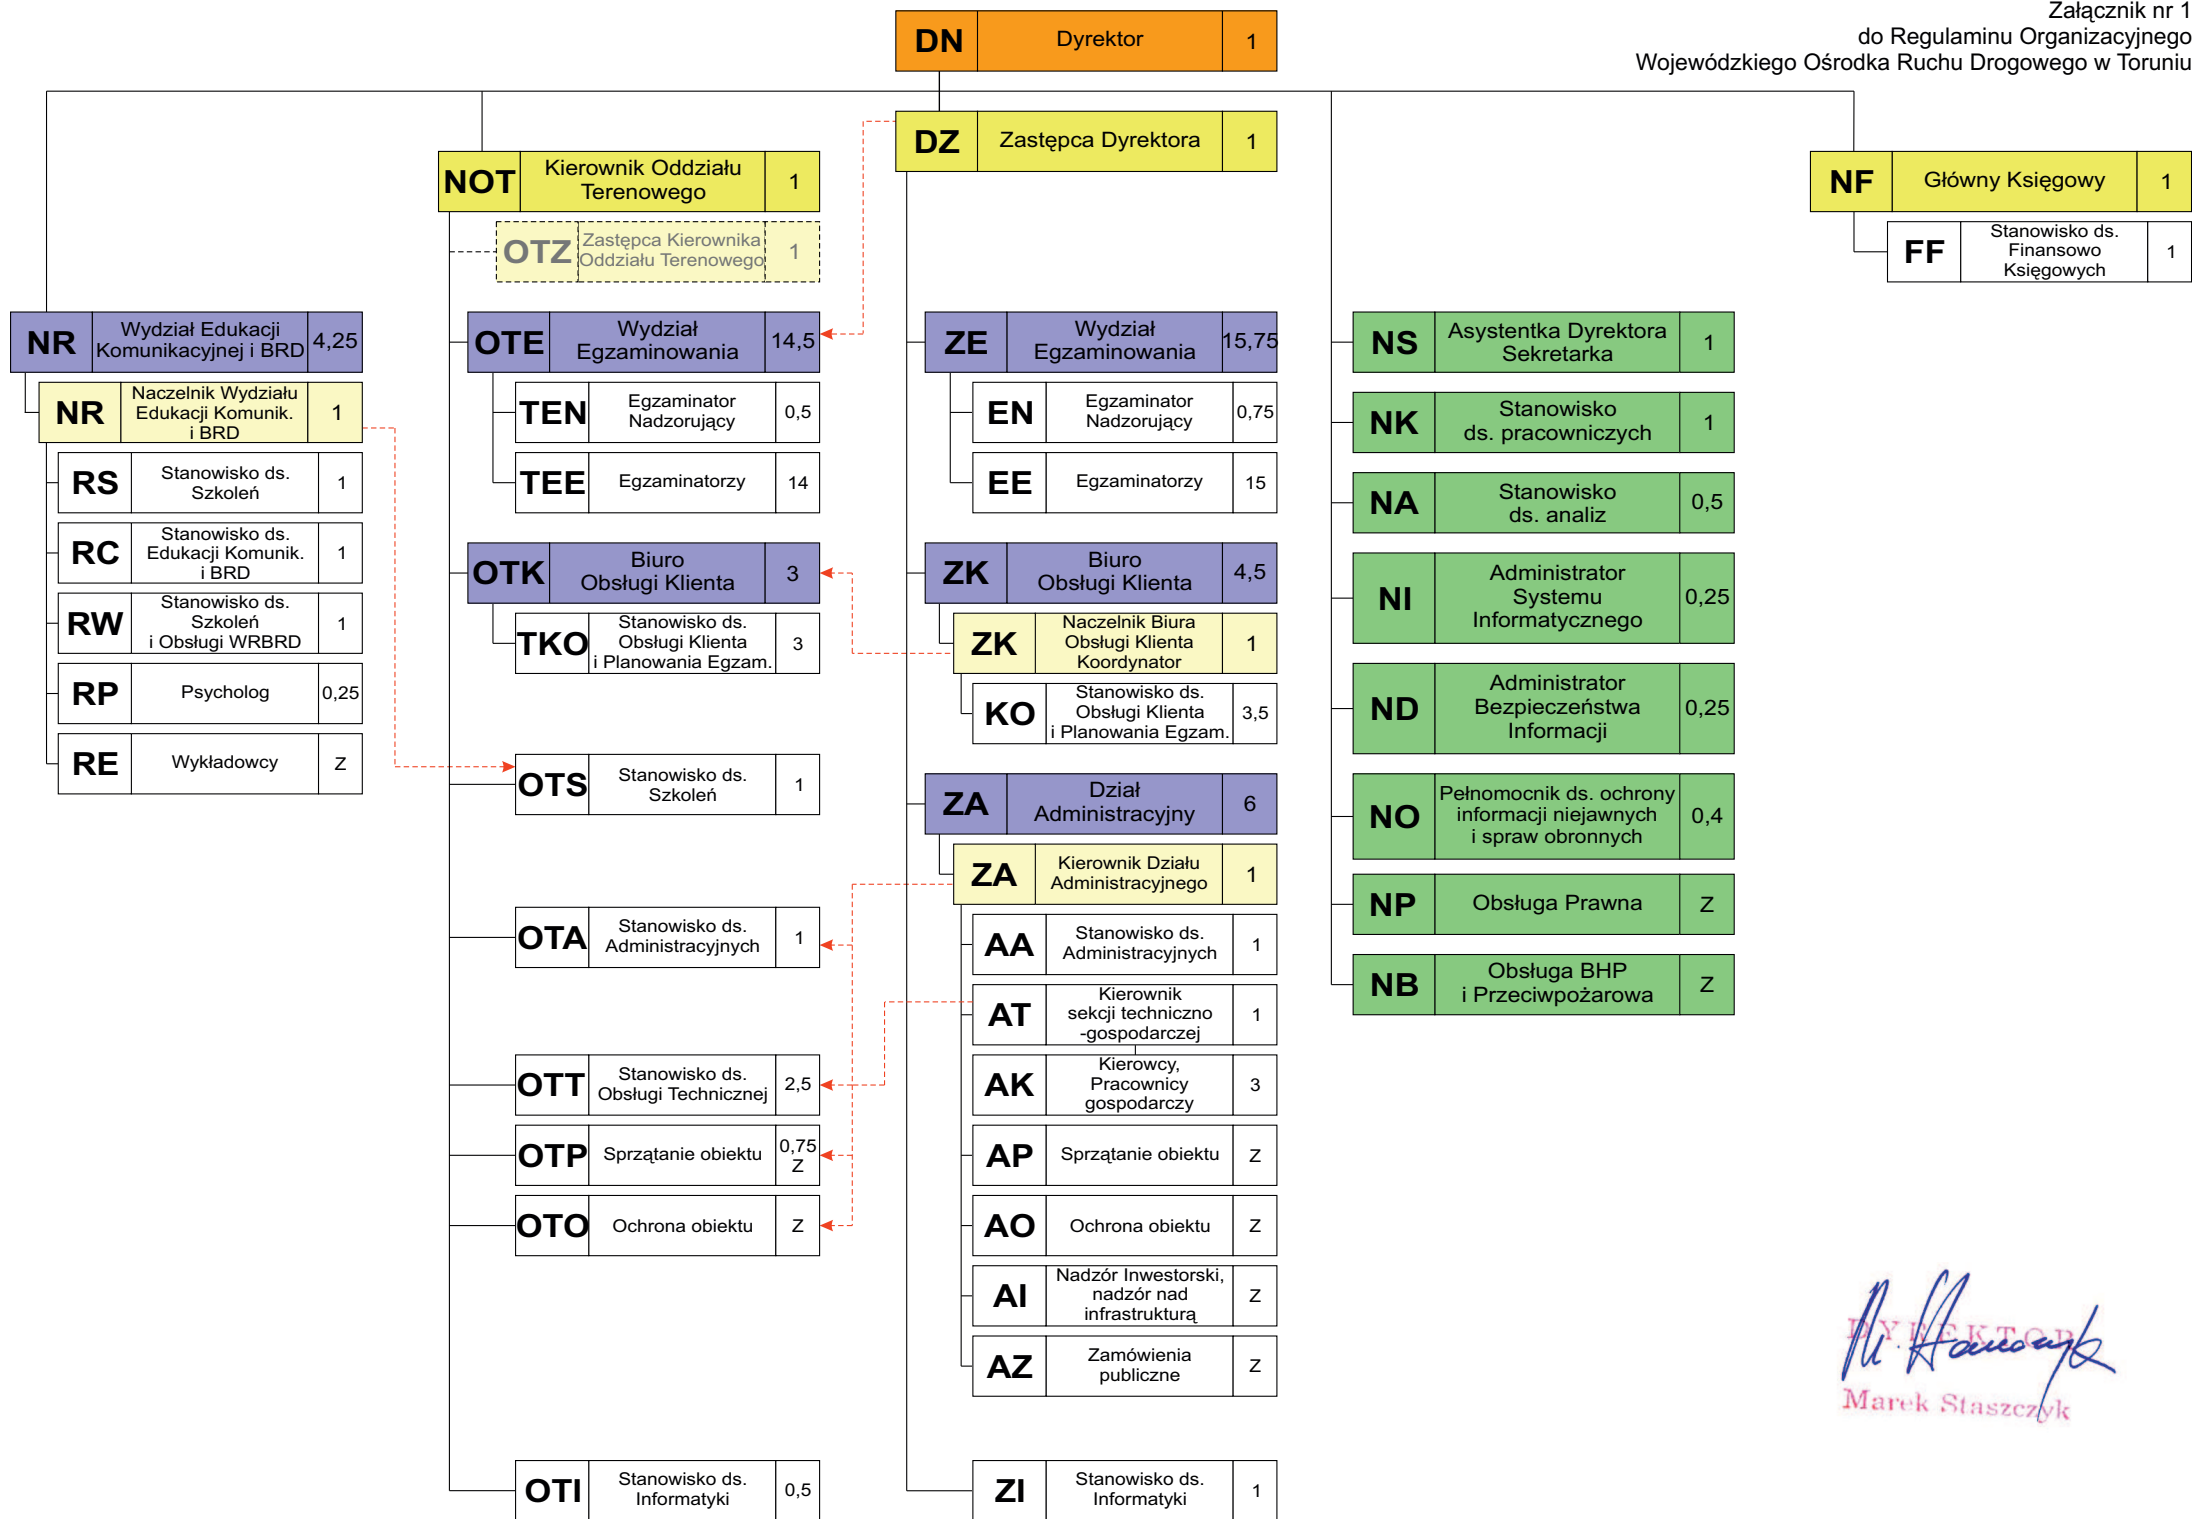 Załącznik nr 1
do Regulaminu Organizacyjnego
Wojewódzkiego Ośrodka Ruchu Drogowego w Toruniu
DN Dyrektor 1
DZ Zastępca Dyrektora 1
NOT Kierownik Oddziału
Terenowego 1
OTZ Zastępca Kierownika
Oddziału Terenowego 1
NF Główny Księgowy 1
FF Stanowisko ds.
Finansowo
Księgowych 1
NR Wydział Edukacji
Komunikacyjnej i BRD 4,25
NR Naczelnik Wydziału
Edukacji Komunik.
i BRD 1
RS Stanowisko ds.
Szkoleń 1
RC Stanowisko ds.
Edukacji Komunik.
i BRD 1
RW Stanowisko ds.
Szkoleń
i Obsługi WRBRD 1
RP Psycholog 0,25
RE Wykładowcy Z
OTE Wydział
Egzaminowania 14,5
TEN Egzaminator
Nadzorujący 0,5
TEE Egzaminatorzy 14
OTK Biuro
Obsługi Klienta 3
TKO Stanowisko ds.
Obsługi Klienta
i Planowania Egzam. 3
OTS Stanowisko ds.
Szkoleń 1
OTA Stanowisko ds.
Administracyjnych 1
OTT Stanowisko ds.
Obsługi Technicznej 2,5
OTP Sprzątanie obiektu 0,75
Z
OTO Ochrona obiektu Z
OTI Stanowisko ds.
Informatyki 0,5
ZE Wydział
Egzaminowania 15,75
EN Egzaminator
Nadzorujący 0,75
EE Egzaminatorzy 15
ZK Biuro
Obsługi Klienta 4,5
ZK Naczelnik Biura
Obsługi Klienta
Koordynator 1
KO Stanowisko ds.
Obsługi Klienta
i Planowania Egzam. 3,5
ZA Dział
Administracyjny 6
ZA Kierownik Działu
Administracyjnego 1
AA Stanowisko ds.
Administracyjnych 1
AT Kierownik
sekcji techniczno
-gospodarczej 1
AK Kierowcy,
Pracownicy
gospodarczy 3
AP Sprzątanie obiektu Z
AO Ochrona obiektu Z
AI Nadzór Inwestorski,
nadzór nad
infrastrukturą Z
AZ Zamówienia
publiczne Z
ZI Stanowisko ds.
Informatyki 1
NS Asystentka Dyrektora
Sekretarka 1
NK Stanowisko
ds. pracowniczych 1
NA Stanowisko
ds. analiz 0,5
NI Administrator
Systemu
Informatycznego 0,25
ND Administrator
Bezpieczeństwa
Informacji 0,25
NO Pełnomocnik ds. ochrony
informacji niejawnych
i spraw obronnych 0,4
NP Obsługa Prawna Z
NB Obsługa BHP
i Przeciwpożarowa Z
DYREKTOR
Marek Staszczyk